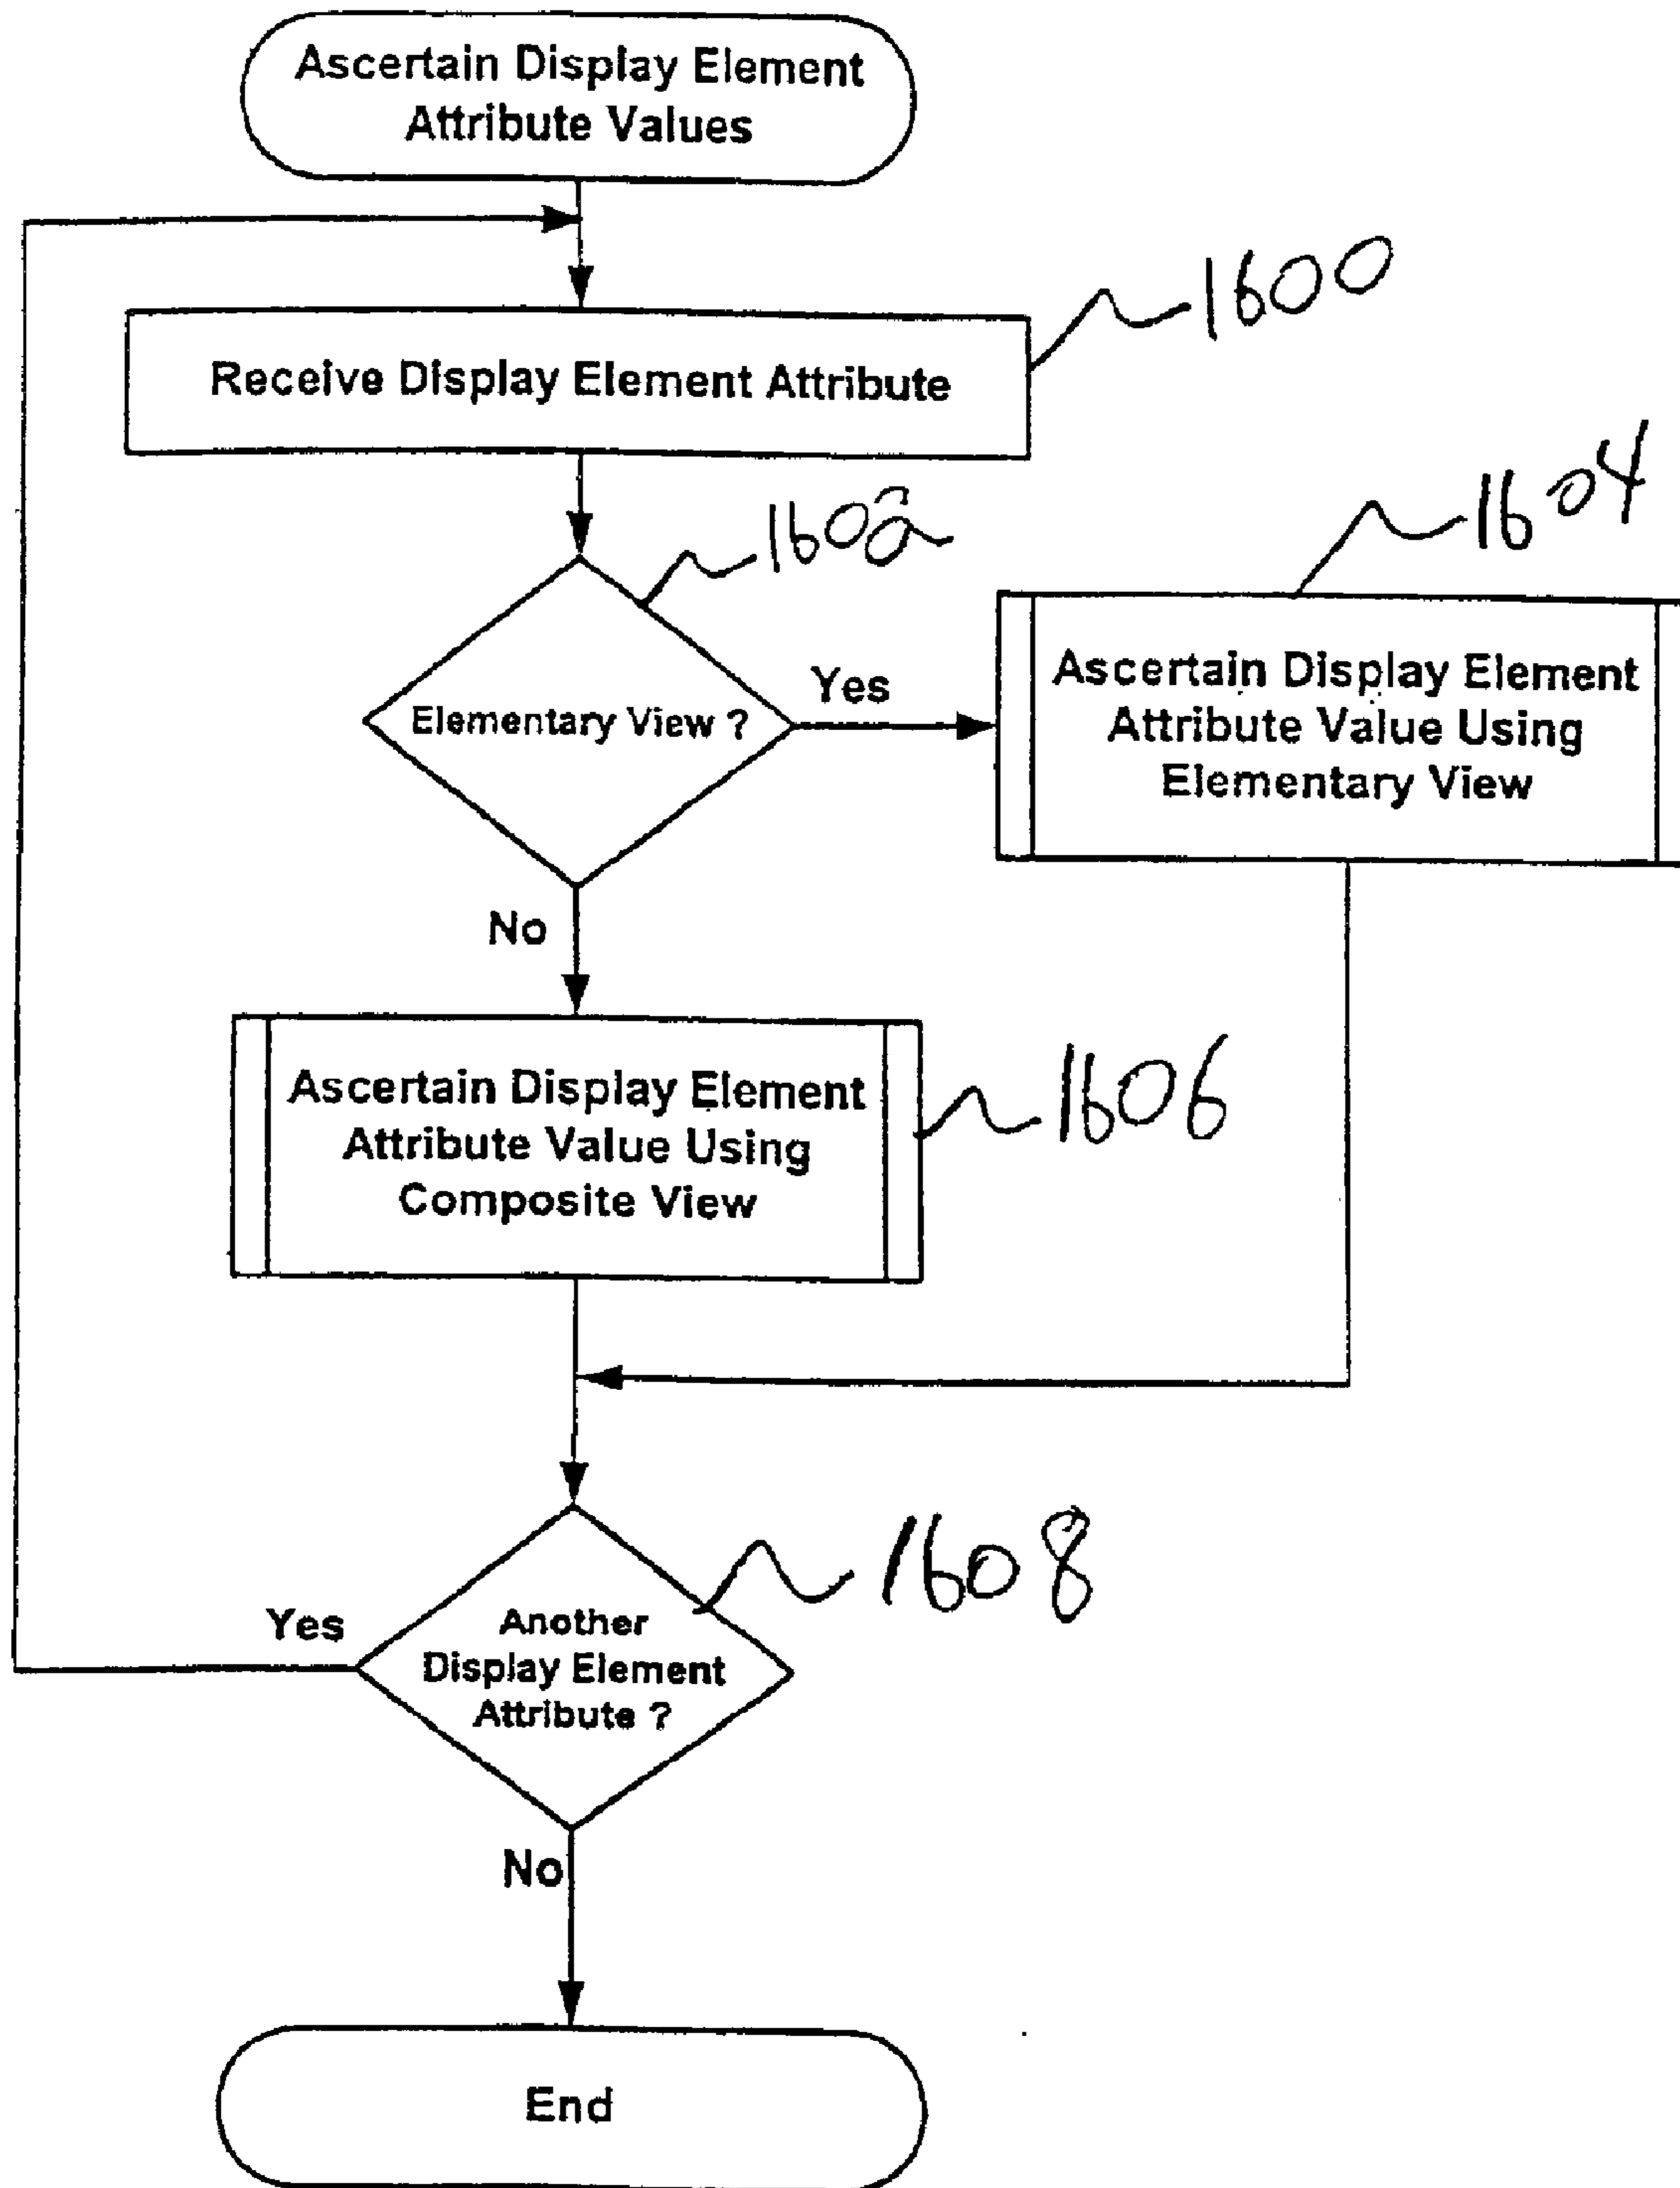 Ascertain Display Element
Attribute Values
1600
Receive Display Element Attribute
1602
1604
Elementary View ?
Yes
Ascertain Display Element
Attribute Value Using
Elementary View
No
Ascertain Display Element
Attribute Value Using
Composite View
1606
1608
Yes
Another
Display Element
Attribute ?
No
End